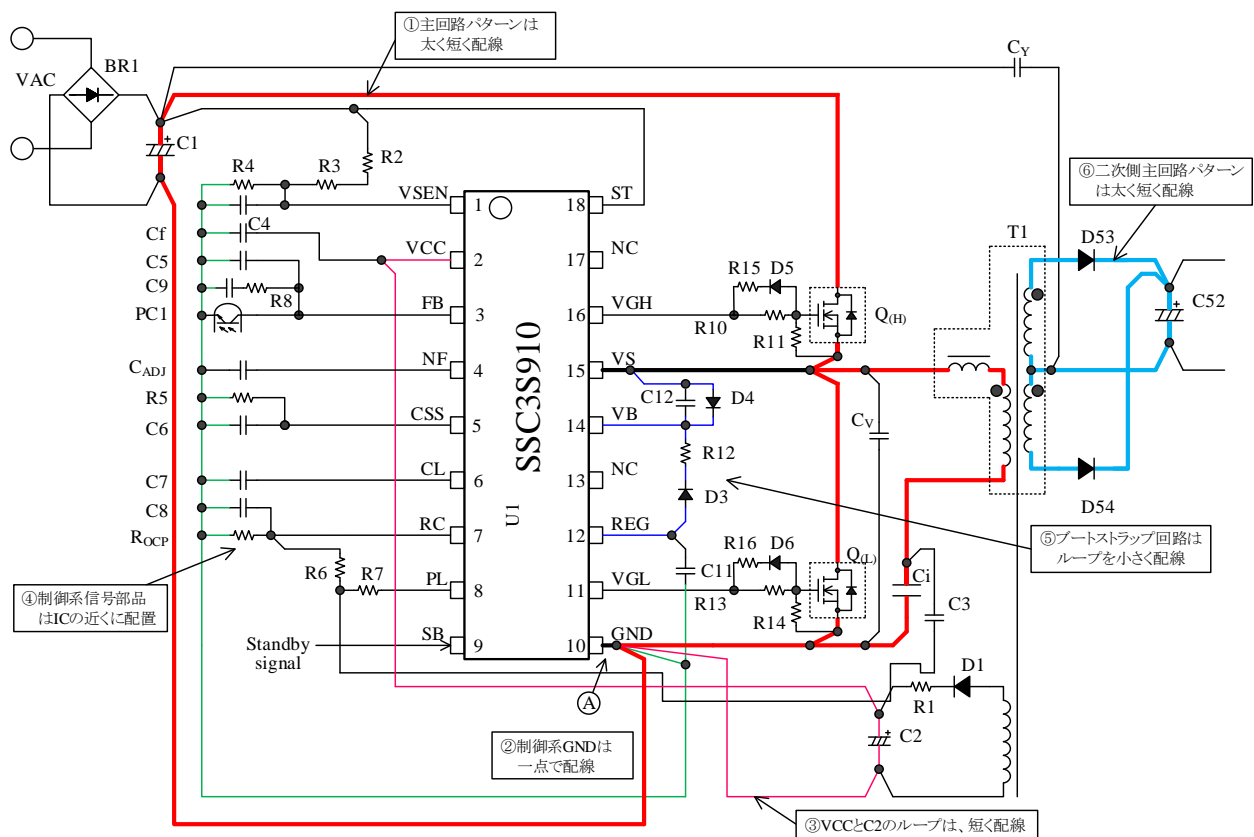 ①主回路パターンは
太く短く配線
CY
VAC
BR1
C1
R2
R4
R3
⑥二次側主回路パターン
は太く短く配線
VSEN
1
18
ST
Cf
C4
T1
D53
VCC
2
17
NC
C5
C9
R8
R15
D5
C52
PC1
FB
3
16
VGH
R10
R11
Q(H)
SSC3S910
U1
CADJ
NF
4
15
VS
R5
C12
D4
C6
CSS
5
14
VB
CV
R12
C7
CL
6
13
NC
D3
D54
C8
ROCP
RC
7
12
REG
⑤ブートストラップ回路は
ループを小さく配線
R6
R7
C11
R16
D6
Q(L)
Ci
C3
④制御系信号部品
はICの近くに配置
PL
8
11
VGL
R13
R14
Standby
signal
SB
9
10
GND
D1
R1
A
C2
②制御系GNDは
一点で配線
③VCCとC2のループは、短く配線